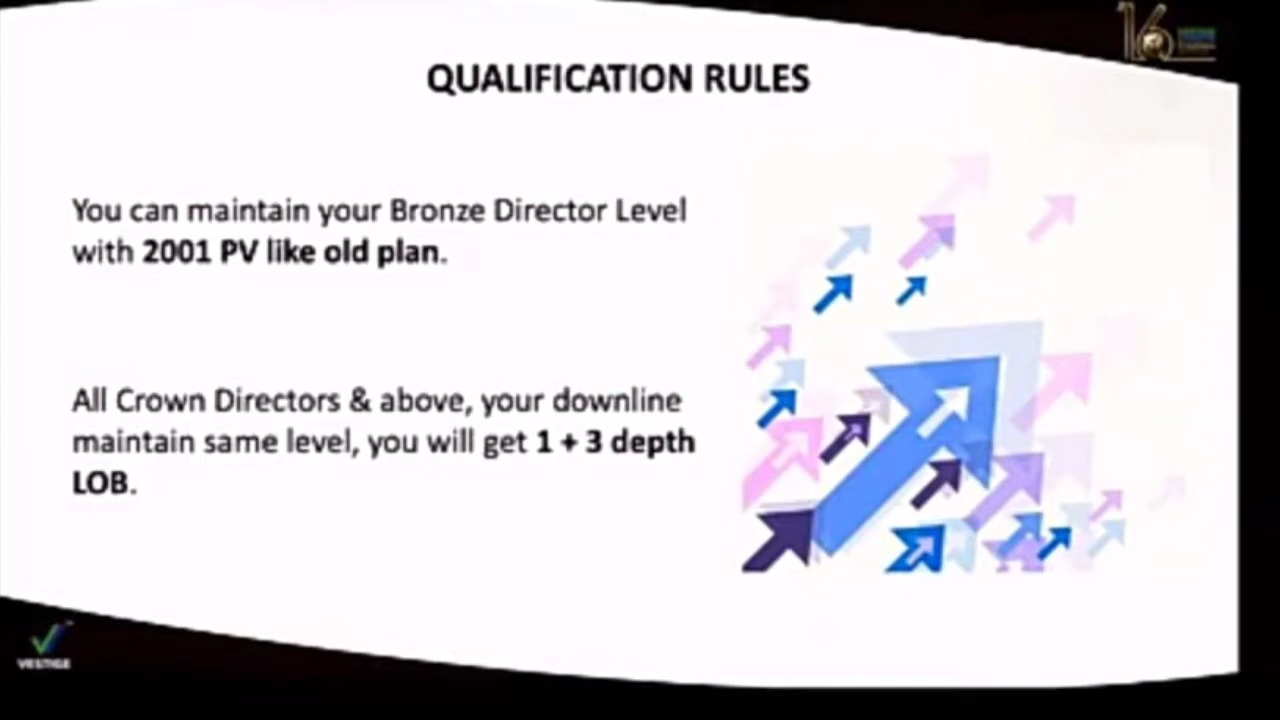 16
QUALIFICATION RULES
You can maintain your Bronze Director Level
with 2001 PV like old plan.
All Crown Directors & above, your downline
maintain same level, you will get 1 + 3 depth
LOB.
VESTIGE